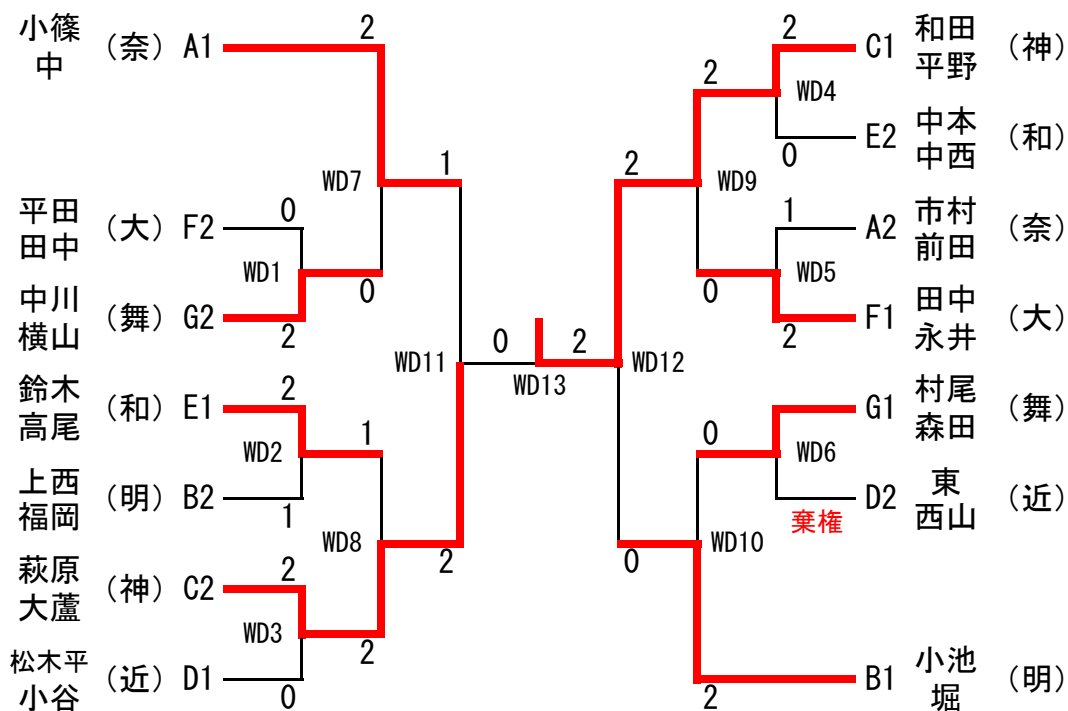 小篠
中
(奈) A1
2
平田
田中
(大) F2
0
WD1
中川
横山
(舞) G2
2
WD7
0
1
鈴木
高尾
(和) E1
2
WD2
上西
福岡
(明) B2
1
1
WD8
萩原
大蘆
(神) C2
2
WD3
松木平
小谷
(近) D1
0
2
2
WD11
0
WD13
2
WD12
2
0
2
WD9
0
2
WD4
C1
和田
平野
(神)
0
E2
中本
中西
(和)
1
WD5
A2
市村
前田
(奈)
2
F1
田中
永井
(大)
0
WD6
G1
村尾
森田
(舞)
棄権
D2
東
西山
(近)
WD10
2
B1
小池
堀
(明)